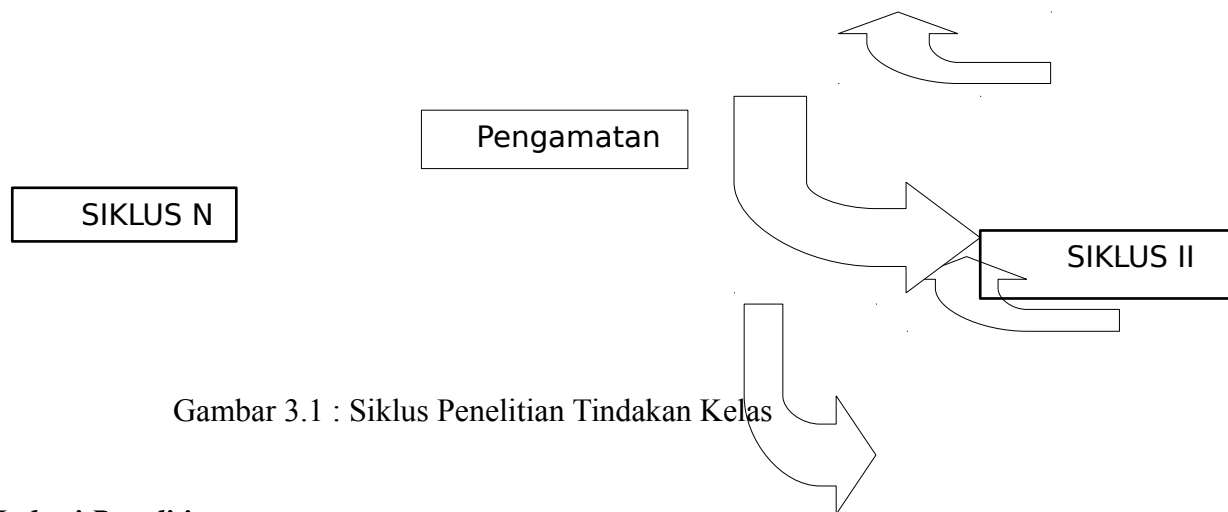 Pengamatan
SIKLUS N
SIKLUS II
Gambar 3.1 : Siklus Penelitian Tindakan Kelas